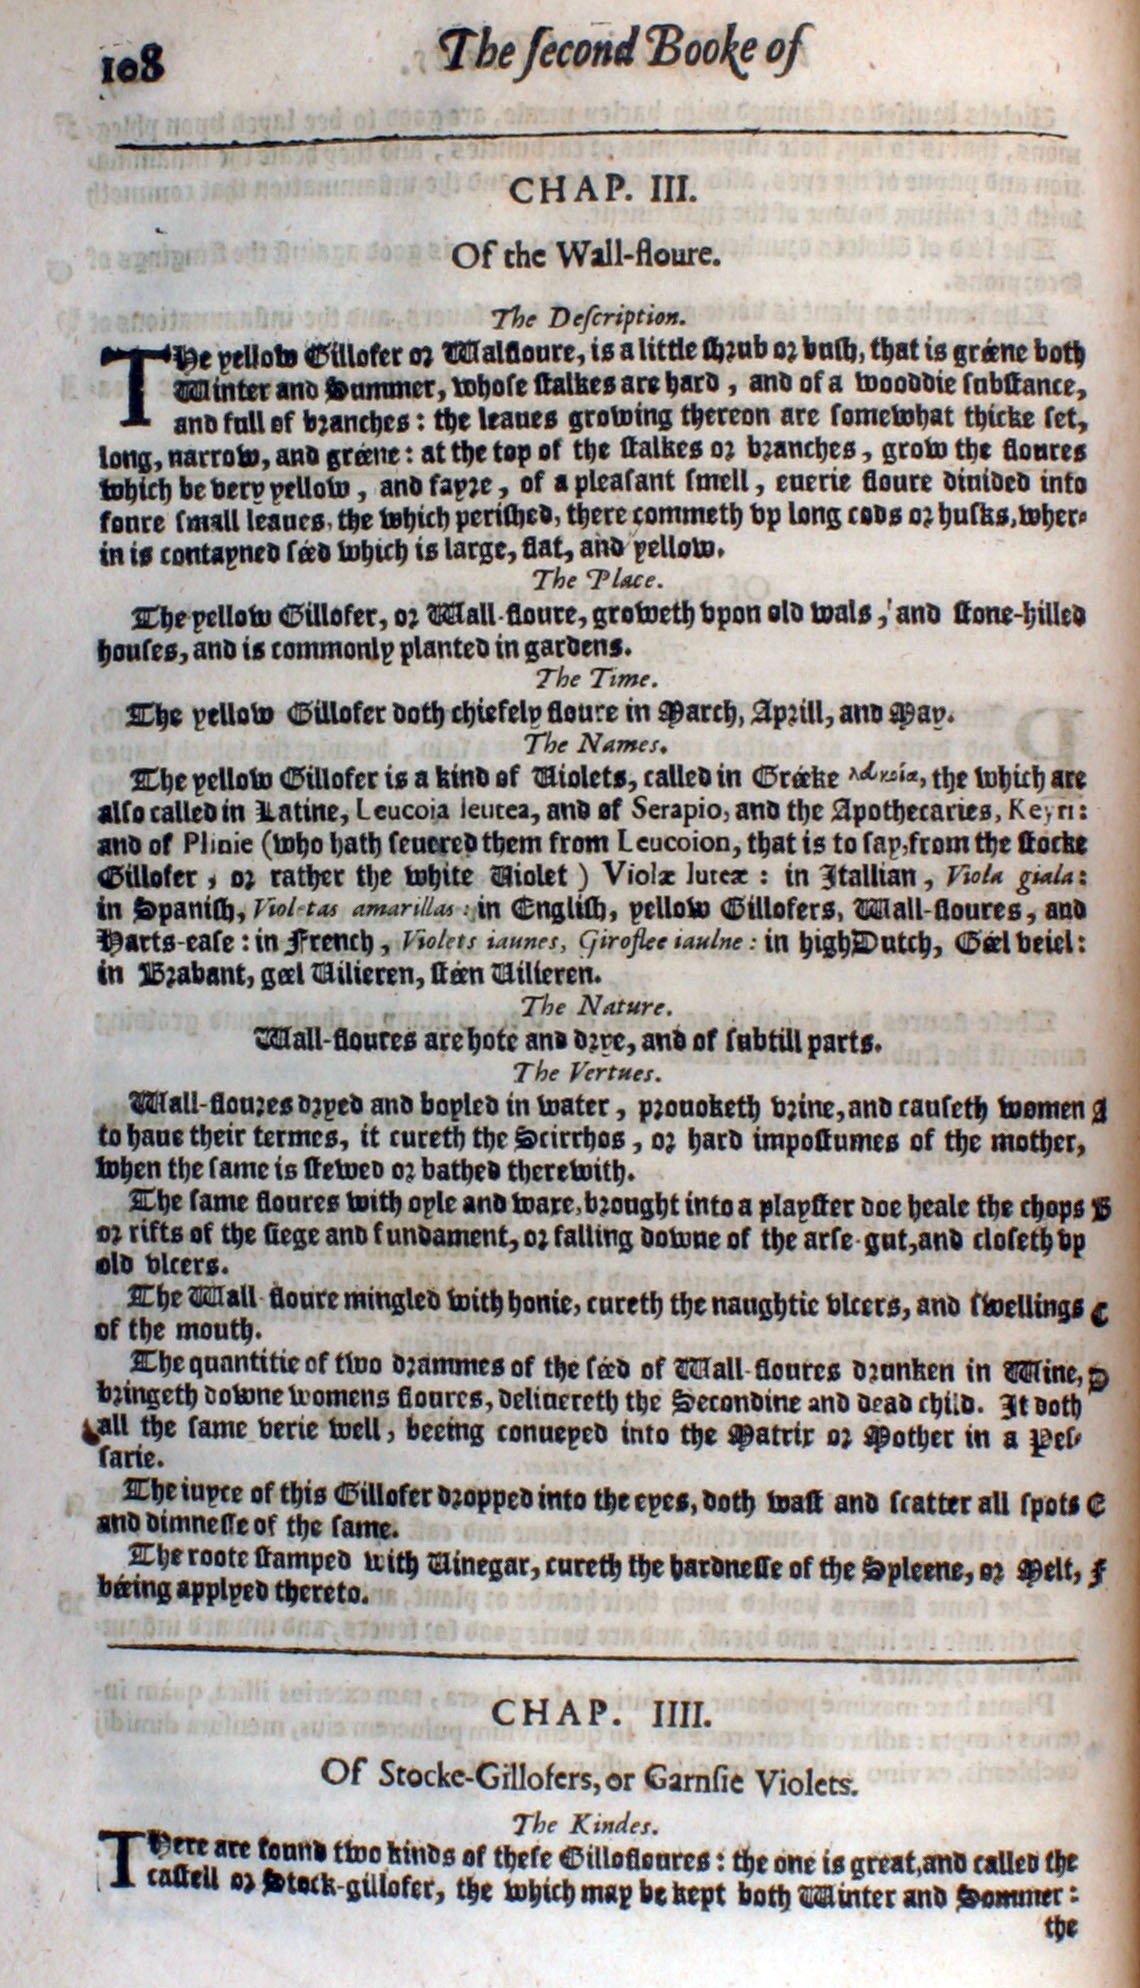 108 The ſecond Booke of
CHAP. III.
Of the Wall-floure.
The Deſcription.
THe yellow Gillofer or Walfloure, is a little ſhrub or buſh, that is gréene both
Winter and Summer, whoſe ſtalkes are hard, and of a wooddie ſubſtance,
and full of branches: the leaues growing thereon are ſomewhat thicke ſet,
long, narrow, and gréene: at the top of the ſtalkes or branches, grow the floures
which be very yellow, and fayre, of a pleaſant ſmell, euerie floure diuided into
foure ſmall leaues, the which periſhed, there commeth vp long cods or huſks, wher-
in is contayned ſéed which is large, flat, and yellow.
The Place.
The yellow Gillofer, or Wall-floure, groweth vpon old wals, and ſtone-hilled
houſes, and is commonly planted in gardens.
The Time.
The yellow Gillofer doth chiefely floure in March, Aprill, and May.
The Names.
The yellow Gillofer is a kind of Violets, called in Gréeke, the which are
alſo called in Latine, Leucoia leutea, and of Serapio, and the Apothecaries, Keyri:
and of Plinie (who hath ſeuered them from Leucoion, that is to ſay, from the ſtocke
Gillofer, or rather the white Violet) Violæ luteæ: in Itallian, Viola giala:
in Spaniſh, Violetas amarillas: in Engliſh, yellow Gillofers, Wall-floures, and
Harts-eaſe: in French, Violets iaunes, Giroflee iaulne: in high Dutch, Géel veiel:
in Brabant, géel Vilieren, ſtéen Vilieren.
The Nature.
Wall-floures are hote and drye, and of ſubtill parts.
The Vertues.
Wall-floures dryed and boyled in water, prouoketh vrine, and cauſeth women A
to haue their termes, it cureth the Scirrhos, or hard impoſtumes of the mother,
when the ſame is ſtewed or bathed therewith.
The ſame floures with oyle and waxe, brought into a playſter doe heale the chops B
or rifts of the ſiege and fundament, or falling downe of the arſe-gut, and cloſeth vp
old vlcers.
The Wall-floure mingled with honie, cureth the naughtie vlcers, and ſwellings C
of the mouth.
The quantitie of two drammes of the ſéed of Wall-floures drunken in Wine, D
bringeth downe womens floures, deliuereth the Secondine and dead child. It doth
all the ſame verie well, beeing conueyed into the Matrix or Mother in a Peſ-
ſarie.
The iuyce of this Gillofer dropped into the eyes, doth waſt and ſcatter all ſpots E
and dimneſſe of the ſame.
The roote ſtamped with Vinegar, cureth the hardneſſe of the Spleene, or Melt, F
béeing applyed thereto.
CHAP. IIII.
Of Stocke-Gillofers, or Garnſie Violets.
The Kindes.
THere are found two kinds of theſe Gillofloures: the one is great, and called the
caſtell or Stock-gillofer, the which may be kept both Winter and Sommer:
the